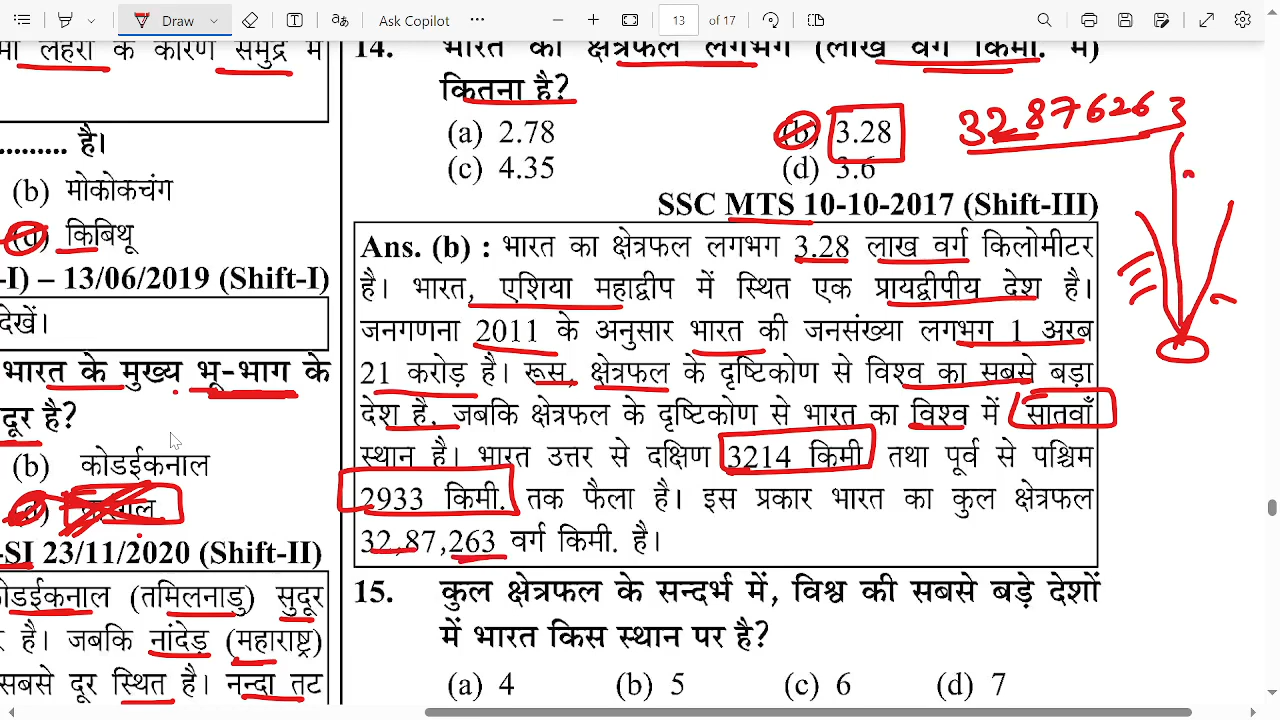 Draw
Ask Copilot
13 of 17
मी लहरों के कारण समुद्र में
......... है।
(b) मोकोकचंग
(d) किबिथू
-I) – 13/06/2019 (Shift-I)
देखें।
भारत के मुख्य भू-भाग के
दूर है?
(b) कोडईकनाल
-SI 23/11/2020 (Shift-II)
कोडईकनाल (तमिलनाडु) सुदूर
है। जबकि नांदेड़ (महाराष्ट्र)
सबसे दूर स्थित है। नन्दा तट
14. भारत का क्षेत्रफल लगभग (लाख वर्ग किमी. में)
कितना है?
(a) 2.78 (b) 3.28
(c) 4.35 (d) 3.6
32876263
SSC MTS 10-10-2017 (Shift-III)
Ans. (b) : भारत का क्षेत्रफल लगभग 3.28 लाख वर्ग किलोमीटर
है। भारत, एशिया महाद्वीप में स्थित एक प्रायद्वीपीय देश है।
जनगणना 2011 के अनुसार भारत की जनसंख्या लगभग 1 अरब
21 करोड़ है। रूस, क्षेत्रफल के दृष्टिकोण से विश्व का सबसे बड़ा
देश है, जबकि क्षेत्रफल के दृष्टिकोण से भारत का विश्व में सातवाँ
स्थान है। भारत उत्तर से दक्षिण 3214 किमी तथा पूर्व से पश्चिम
2933 किमी. तक फैला है। इस प्रकार भारत का कुल क्षेत्रफल
32,87,263 वर्ग किमी. है।
15. कुल क्षेत्रफल के सन्दर्भ में, विश्व की सबसे बड़े देशों
में भारत किस स्थान पर है?
(a) 4 (b) 5 (c) 6 (d) 7